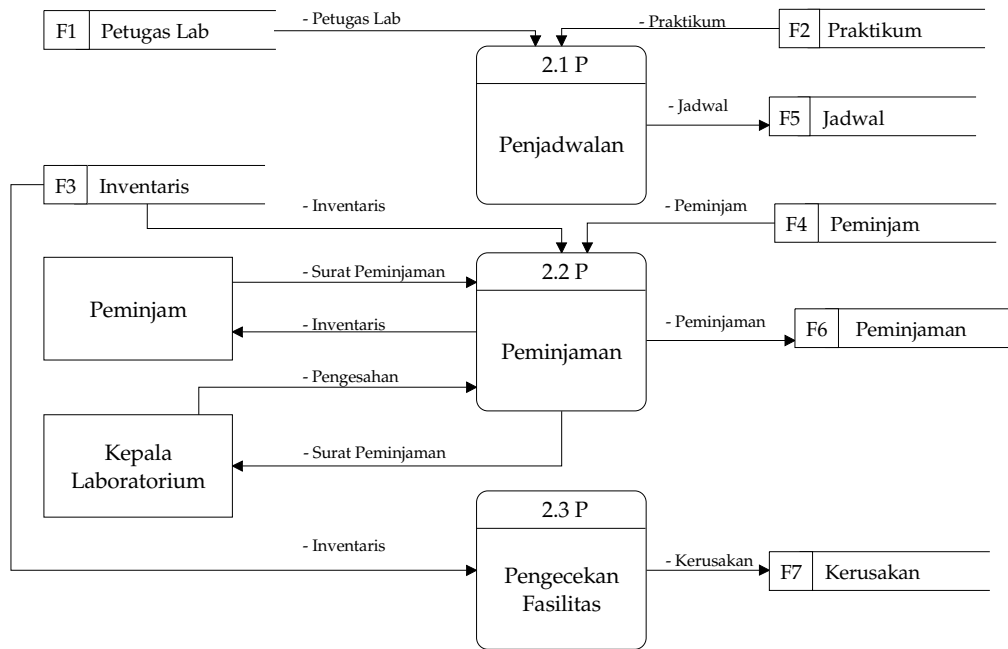 F1 Petugas Lab
- Petugas Lab
- Praktikum
F2 Praktikum
2.1 P
Penjadwalan
- Jadwal
F5 Jadwal
F3 Inventaris
- Inventaris
- Peminjam
F4 Peminjam
Peminjam
- Surat Peminjaman
- Inventaris
2.2 P
Peminjaman
- Peminjaman
F6 Peminjaman
- Pengesahan
Kepala
Laboratorium
- Surat Peminjaman
2.3 P
Pengecekan
Fasilitas
- Inventaris
- Kerusakan
F7 Kerusakan